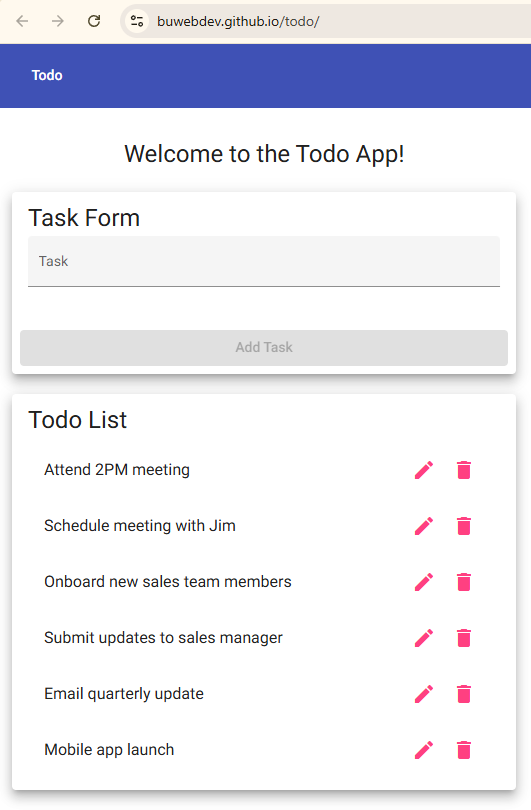 buwebdev.github.io/todo/
Todo
Welcome to the Todo App!
Task Form
Task
Add Task
Todo List
Attend 2PM meeting
Schedule meeting with Jim
Onboard new sales team members
Submit updates to sales manager
Email quarterly update
Mobile app launch